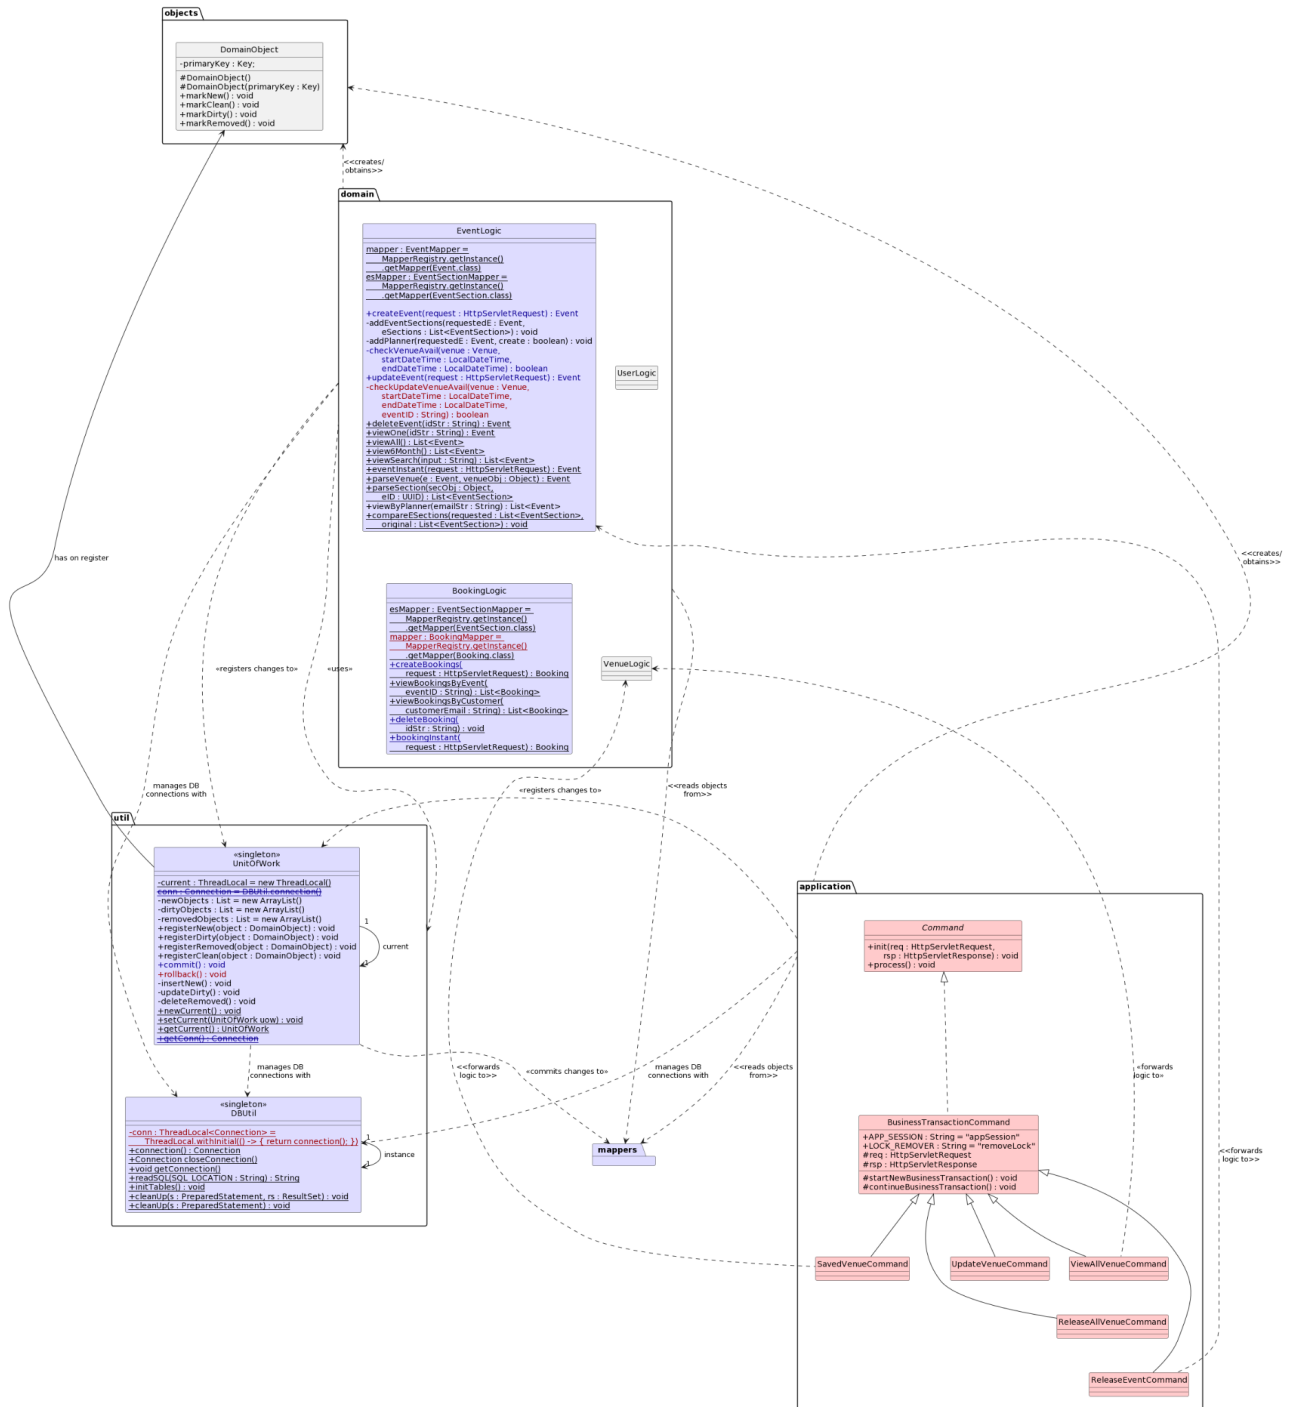 objects
DomainObject
-primaryKey : Key;
#DomainObject()
#DomainObject(primaryKey : Key)
+markNew() : void
+markClean() : void
+markDirty() : void
+markRemoved() : void
<<creates/
obtains>>
domain
EventLogic
mapper : EventMapper =
MapperRegistry.getInstance()
.getMapper(Event.class)
esMapper : EventSectionMapper =
MapperRegistry.getInstance()
.getMapper(EventSection.class)
+createEvent(request : HttpServletRequest) : Event
-addEventSections(requestedE : Event,
eSections : List<EventSection>) : void
-addPlanner(requestedE : Event, create : boolean) : void
-checkVenueAvail(venue : Venue,
startDateTime : LocalDateTime,
endDateTime : LocalDateTime) : boolean
+updateEvent(request : HttpServletRequest) : Event
-checkUpdateVenueAvail(venue : Venue,
startDateTime : LocalDateTime,
endDateTime : LocalDateTime,
eventID : String) : boolean
+deleteEvent(idStr : String) : Event
+viewOne(idStr : String) : Event
+viewAll() : List<Event>
+view6Month() : List<Event>
+viewSearch(input : String) : List<Event>
+eventInstant(request : HttpServletRequest) : Event
+parseVenue(e : Event, venueObj : Object) : Event
+parseSection(secObj : Object,
eID : UUID) : List<EventSection>
+viewByPlanner(emailStr : String) : List<Event>
+compareESections(requested : List<EventSection>,
original : List<EventSection>) : void
UserLogic
has on register
<<creates/
obtains>>
BookingLogic
esMapper : EventSectionMapper =
MapperRegistry.getInstance()
.getMapper(EventSection.class)
mapper : BookingMapper =
MapperRegistry.getInstance()
.getMapper(Booking.class)
+createBookings(
request : HttpServletRequest) : Booking
+viewBookingsByEvent(
eventID : String) : List<Booking>
+viewBookingsByCustomer(
customerEmail : String) : List<Booking>
+deleteBooking(
idStr : String) : void
+bookingInstant(
request : HttpServletRequest) : Booking
VenueLogic
«registers changes to»
«uses»
manages DB
connections with
«registers changes to»
<<reads objects
from>>
util
«singleton»
UnitOfWork
-current : ThreadLocal = new ThreadLocal()
conn : Connection = DBUtil.connection()
-newObjects : List = new ArrayList()
-dirtyObjects : List = new ArrayList()
-removedObjects : List = new ArrayList()
+registerNew(object : DomainObject) : void
+registerDirty(object : DomainObject) : void
+registerRemoved(object : DomainObject) : void
+registerClean(object : DomainObject) : void
+commit() : void
+rollback() : void
-insertNew() : void
-updateDirty() : void
-deleteRemoved() : void
+newCurrent() : void
+setCurrent(UnitOfWork uow) : void
+getCurrent() : UnitOfWork
+getConn() : Connection
1
current
1
application
Command
+init(req : HttpServletRequest,
rsp : HttpServletResponse) : void
+process() : void
manages DB
connections with
<<forwards
logic to>>
«commits changes to»
manages DB
connections with
<<reads objects
from>>
«forwards
logic to»
«singleton»
DBUtil
-conn : ThreadLocal<Connection> =
ThreadLocal.withInitial(() -> { return connection(); })
+connection() : Connection
+Connection closeConnection()
+void getConnection()
+readSQL(SQL_LOCATION : String) : String
+initTables() : void
+cleanUp(s : PreparedStatement, rs : ResultSet) : void
+cleanUp(s : PreparedStatement) : void
1
instance
1
mappers
BusinessTransactionCommand
+APP_SESSION : String = "appSession"
+LOCK_REMOVER : String = "removeLock"
#req : HttpServletRequest
#rsp : HttpServletResponse
#startNewBusinessTransaction() : void
#continueBusinessTransaction() : void
<<forwards
logic to>>
SavedVenueCommand
UpdateVenueCommand
ViewAllVenueCommand
ReleaseAllVenueCommand
ReleaseEventCommand